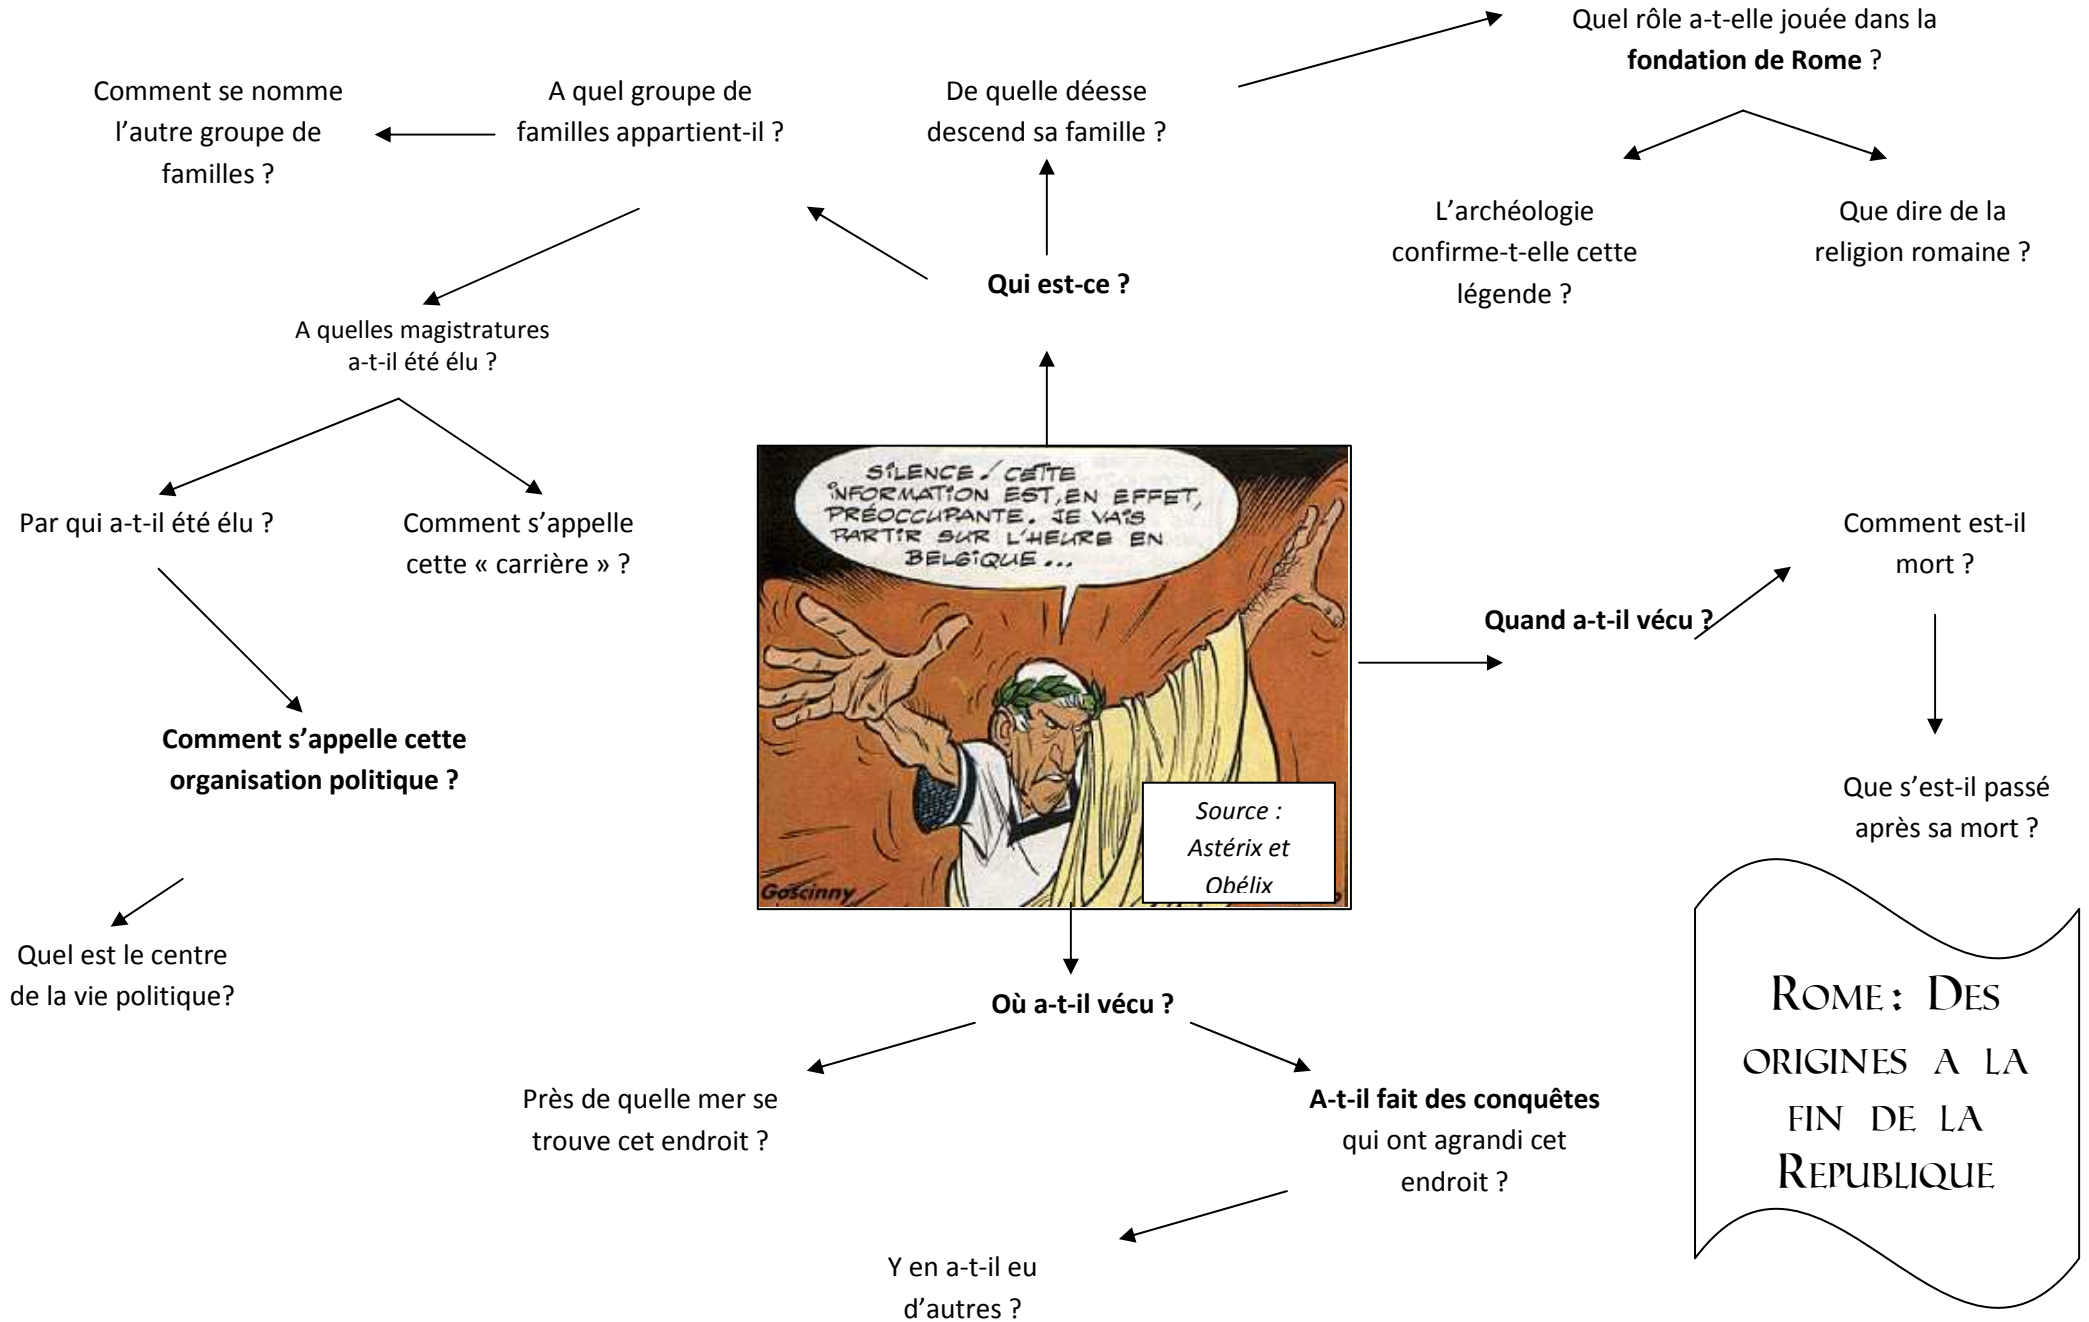 Quel rôle a-t-elle jouée dans la
fondation de Rome ?
Comment se nomme
l’autre groupe de
familles ?
A quel groupe de
familles appartient-il ?
De quelle déesse
descend sa famille ?
L’archéologie
confirme-t-elle cette
légende ?
Que dire de la
religion romaine ?
Qui est-ce ?
A quelles magistratures
a-t-il été élu ?
Par qui a-t-il été élu ?
Comment s’appelle
cette « carrière » ?
SILENCE ! CETTE
INFORMATION EST, EN EFFET,
PRÉOCCUPANTE. JE VAIS
PARTIR SUR L'HEURE EN
BELGIQUE ...
Comment est-il
mort ?
Quand a-t-il vécu ?
Comment s’appelle cette
organisation politique ?
Source :
Astérix et
Obélix
Goscinny
Que s’est-il passé
après sa mort ?
Quel est le centre
de la vie politique?
Où a-t-il vécu ?
ROME : DES
ORIGINES A LA
FIN DE LA
REPUBLIQUE
Près de quelle mer se
trouve cet endroit ?
A-t-il fait des conquêtes
qui ont agrandi cet
endroit ?
Y en a-t-il eu
d’autres ?